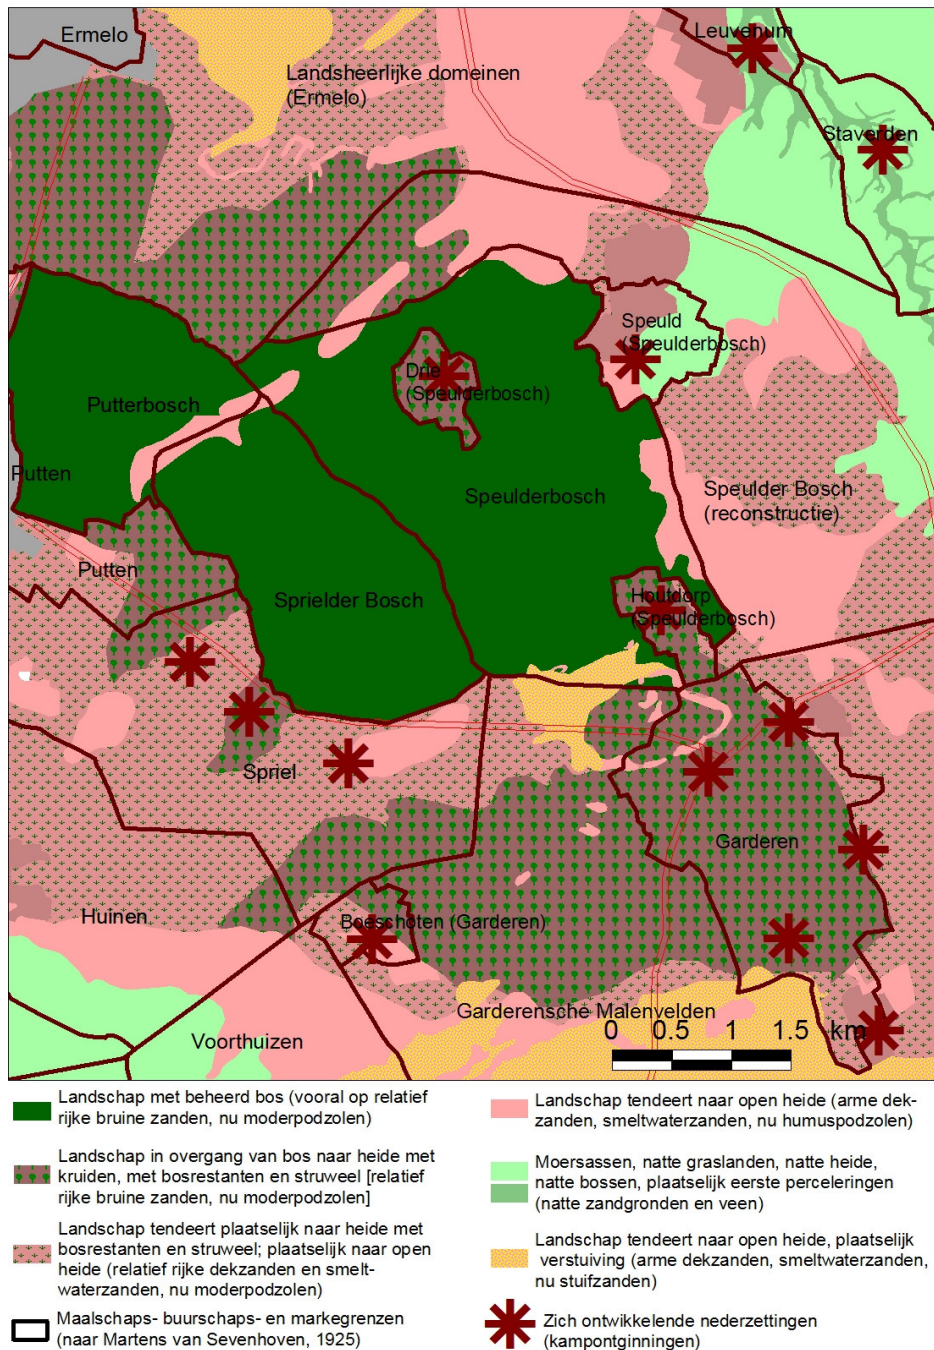 Ermelo
Leuvenum
Landsheerlijke domeinen
(Ermelo)
Staverden
Speuld
(Speulderbosch)
Drie
(Speulderbosch)
Putterbosch
Putten
Speulderbosch
Speulder Bosch
(reconstructie)
Putten
Sprielder Bosch
Houtdorp
(Speulderbosch)
Spriel
Garderen
Huinen
Boeschoten (Garderen)
Garderensche Malenvelden
Voorthuizen
0 0.5 1 1.5 km
Landschap met beheerd bos (vooral op relatief
rijke bruine zanden, nu moderpodzolen)
Landschap in overgang van bos naar heide met
kruiden, met bosrestanten en struweel [relatief
rijke bruine zanden, nu moderpodzolen]
Landschap tendeert plaatselijk naar heide met
bosrestanten en struweel; plaatselijk naar open
heide (relatief rijke dekzanden en smelt-
waterzanden, nu moderpodzolen)
Maalschaps- buurschaps- en markegrenzen
(naar Martens van Sevenhoven, 1925)
Landschap tendeert naar open heide (arme dek-
zanden, smeltwaterzanden, nu humuspodzolen)
Moersassen, natte graslanden, natte heide,
natte bossen, plaatselijk eerste perceleringen
(natte zandgronden en veen)
Landschap tendeert naar open heide, plaatselijk
verstuiving (arme dekzanden, smeltwaterzanden,
nu stuifzanden)
Zich ontwikkelende nederzettingen
(kampontginningen)